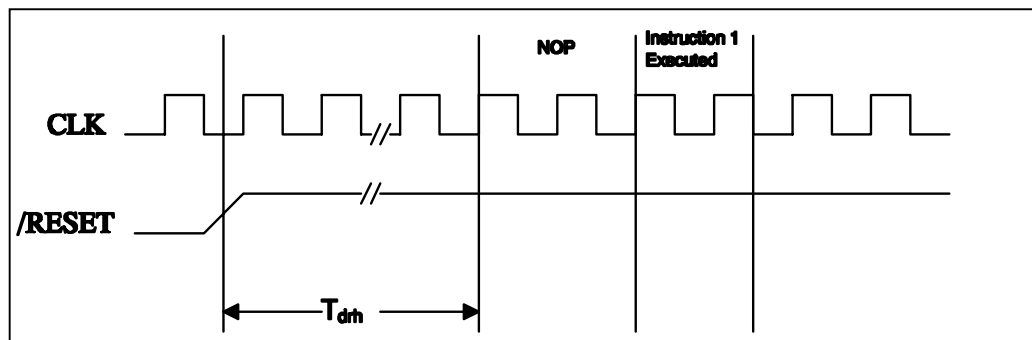 NOP
Instruction 1
Executed
CLK
/RESET
Tdrh